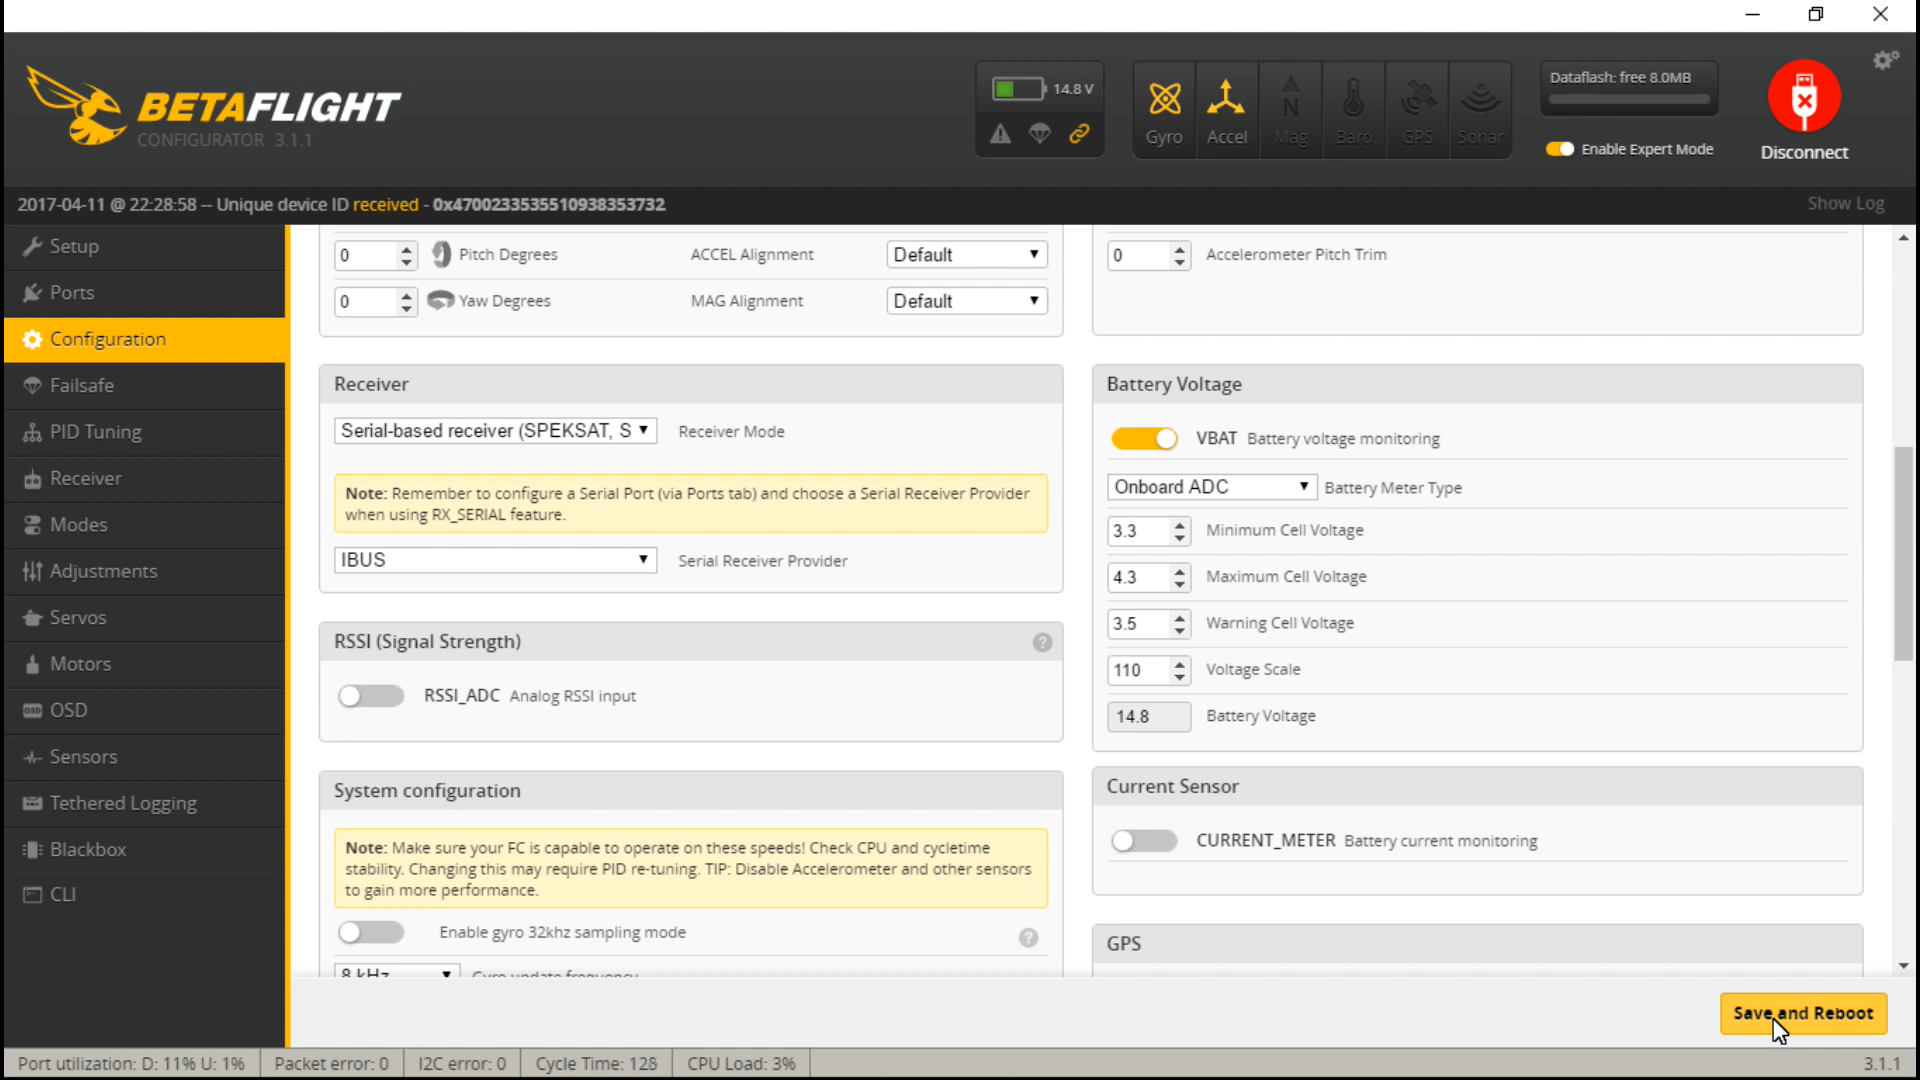 BETAFLIGHT
CONFIGURATOR 3.1.1
14.8 V
Gyro
Accel
Mag
Baro
GPS
Sonar
Dataflash: free 8.0MB
Enable Expert Mode
Disconnect
2017-04-11 @ 22:28:58 -- Unique device ID received - 0x4700233535510938353732
Show Log
Setup
Ports
Configuration
Failsafe
PID Tuning
Receiver
Modes
Adjustments
Servos
Motors
OSD
Sensors
Tethered Logging
Blackbox
CLI
0 Pitch Degrees ACCEL Alignment Default
0 Yaw Degrees MAG Alignment Default
0 Accelerometer Pitch Trim
Receiver
Serial-based receiver (SPEKSAT, S Receiver Mode
Note: Remember to configure a Serial Port (via Ports tab) and choose a Serial Receiver Provider
when using RX_SERIAL feature.
IBUS Serial Receiver Provider
RSSI (Signal Strength) ?
RSSI_ADC Analog RSSI input
System configuration
Note: Make sure your FC is capable to operate on these speeds! Check CPU and cycletime
stability. Changing this may require PID re-tuning. TIP: Disable Accelerometer and other sensors
to gain more performance.
Enable gyro 32khz sampling mode ?
8 kHz Gyro update frequency
Battery Voltage
VBAT Battery voltage monitoring
Onboard ADC Battery Meter Type
3.3 Minimum Cell Voltage
4.3 Maximum Cell Voltage
3.5 Warning Cell Voltage
110 Voltage Scale
14.8 Battery Voltage
Current Sensor
CURRENT_METER Battery current monitoring
GPS
Save and Reboot
Port utilization: D: 11% U: 1% Packet error: 0 I2C error: 0 Cycle Time: 128 CPU Load: 3% 3.1.1